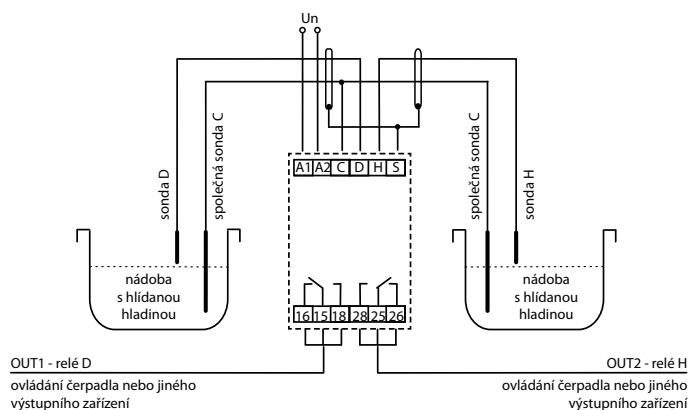 Un
sonda D
společná sonda C
společná sonda C
sonda H
A1 A2 C D H S
nádoba
s hlídanou
hladinou
nádoba
s hlídanou
hladinou
16 15 18 28 25 26
OUT1 - relé D
ovládání čerpadla nebo jiného
výstupního zařízení
OUT2 - relé H
ovládání čerpadla nebo jiného
výstupního zařízení